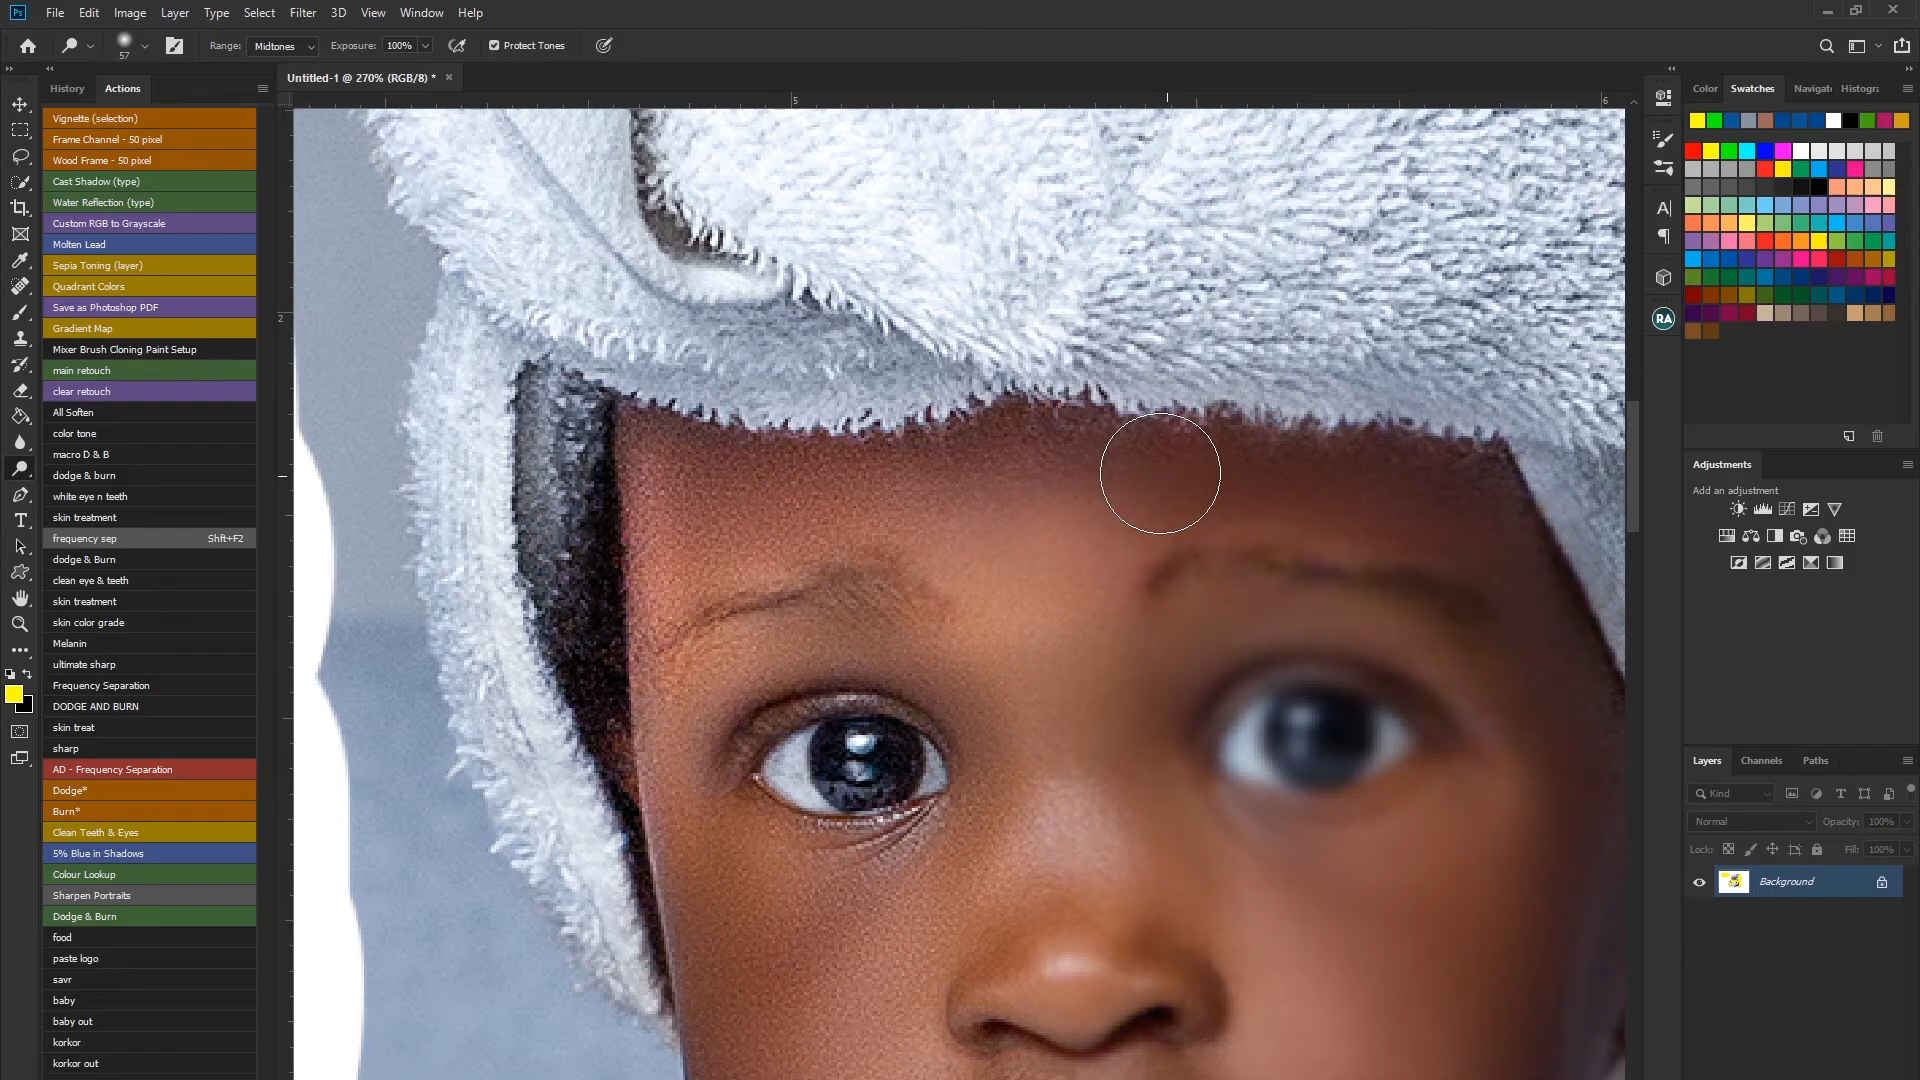 Ps File Edit Image Layer Type Select Filter 3D View Window Help
57 Range: Midtones Exposure: 100% Protect Tones
History Actions
Untitled-1 @ 270% (RGB/8) * ×
Color Swatches Navigat Histogra
5 6
2
Vignette (selection)
Frame Channel - 50 pixel
Wood Frame - 50 pixel
Cast Shadow (type)
Water Reflection (type)
Custom RGB to Grayscale
Molten Lead
Sepia Toning (layer)
Quadrant Colors
Save as Photoshop PDF
Gradient Map
Mixer Brush Cloning Paint Setup
main retouch
clear retouch
All Soften
color tone
macro D & B
dodge & burn
white eye n teeth
skin treatment
frequency sep Shft+F2
dodge & Burn
clean eye & teeth
skin treatment
skin color grade
Melanin
ultimate sharp
Frequency Separation
DODGE AND BURN
skin treat
sharp
AD - Frequency Separation
Dodge*
Burn*
Clean Teeth & Eyes
5% Blue in Shadows
Colour Lookup
Sharpen Portraits
Dodge & Burn
food
paste logo
savr
baby
baby out
korkor
korkor out
RA
Adjustments
Add an adjustment
Layers Channels Paths
Kind
Normal Opacity: 100%
Lock: Fill: 100%
Background